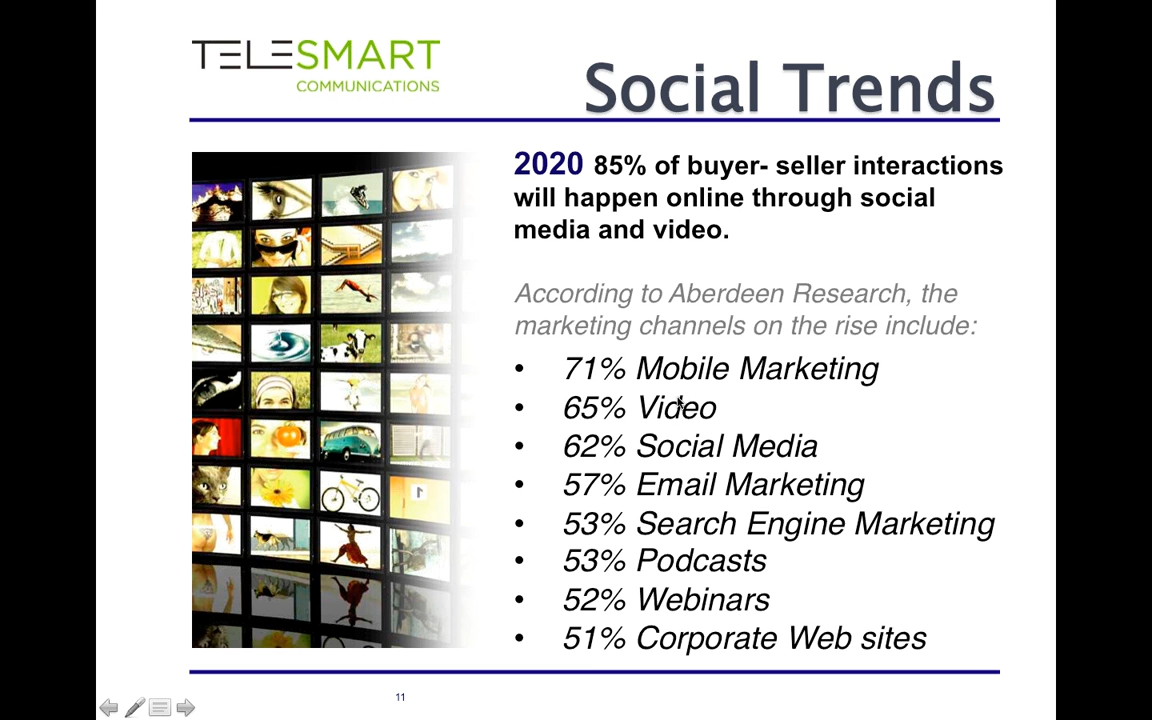 TELESMART
COMMUNICATIONS
Social Trends
2020 85% of buyer- seller interactions
will happen online through social
media and video.
According to Aberdeen Research, the
marketing channels on the rise include:
• 71% Mobile Marketing
• 65% Video
• 62% Social Media
• 57% Email Marketing
• 53% Search Engine Marketing
• 53% Podcasts
• 52% Webinars
• 51% Corporate Web sites
11